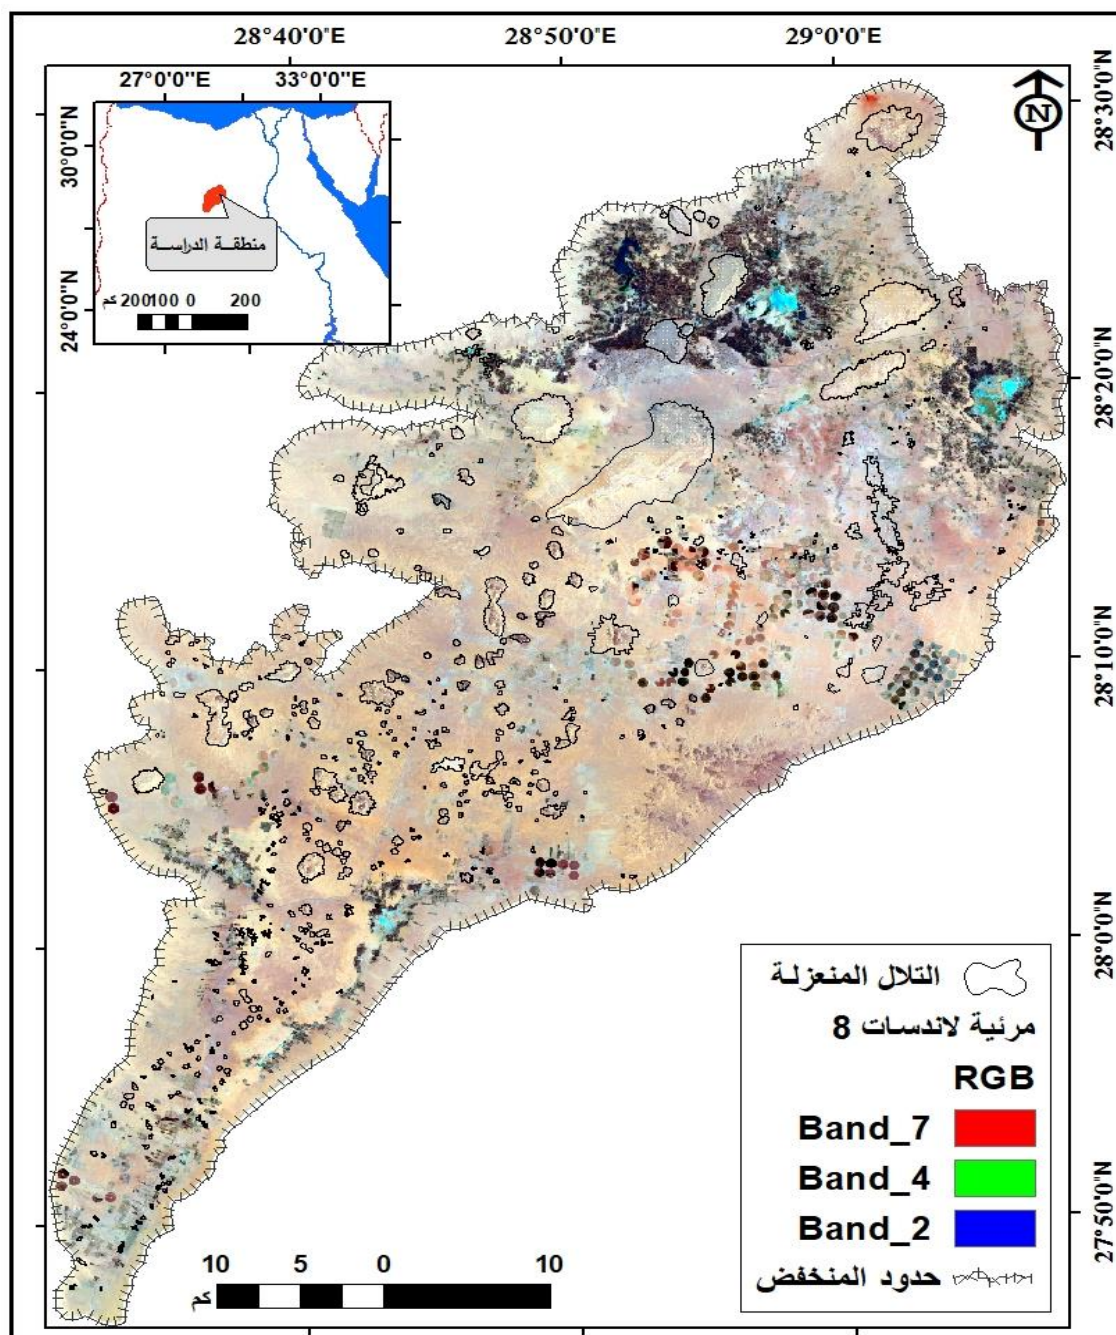 28°40'0"E 28°50'0"E 29°0'0"E
27°0'0"E 33°0'0"E
30°0'0"N
24°0'0"N
منطقة الدراسة
كم 200 100 0 200
N
28°30'0"N
28°20'0"N
28°10'0"N
28°0'0"N
27°50'0"N
التلال المنعزلة
مرئية لاندسات 8
RGB
Band_7
Band_4
Band_2
حدود المنخفض
10 5 0 10
كم